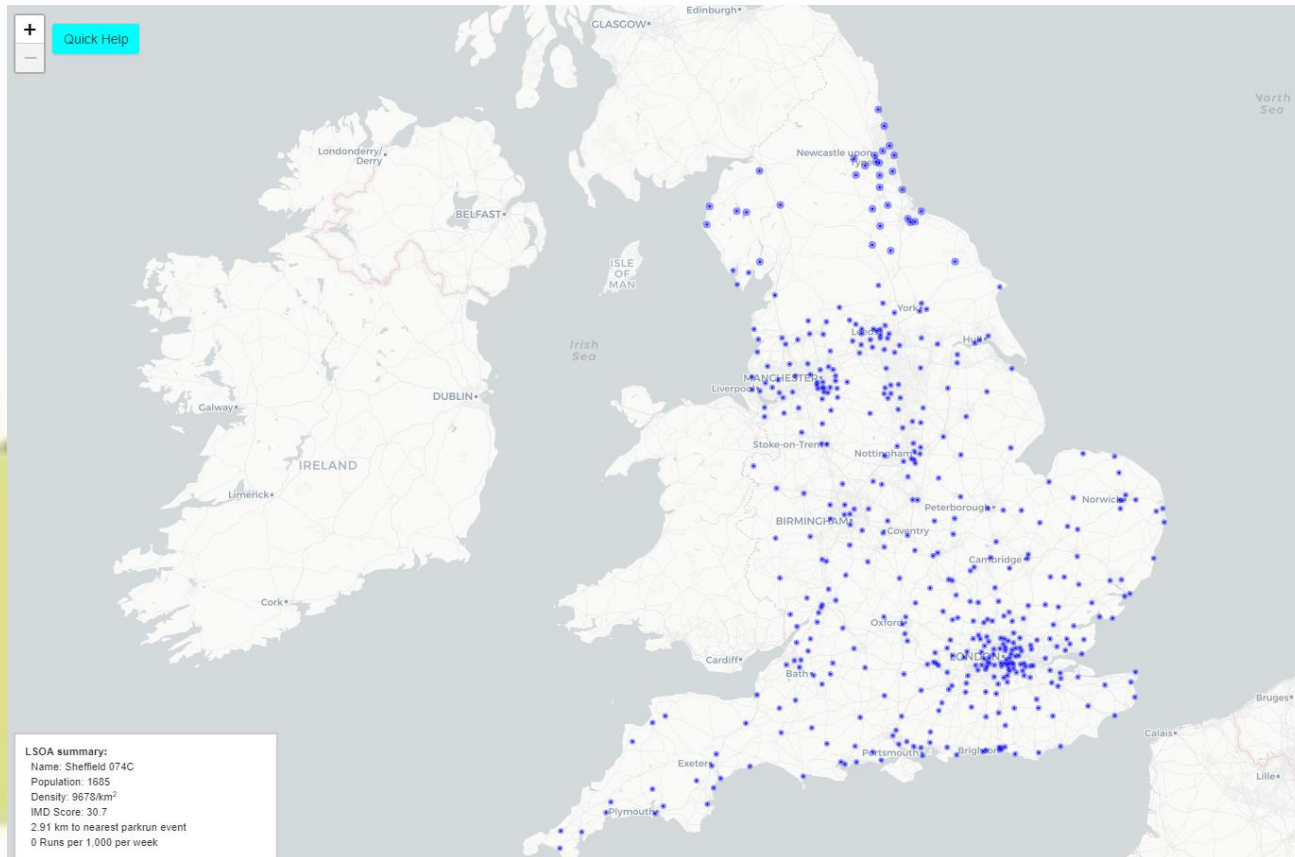 +
Quick Help
−
Edinburgh
GLASGOW
North
Sea
Londonderry/
Derry
Newcastle upon
Tyne
BELFAST
ISLE
OF
MAN
York
Irish
Sea
Leeds
Hull
MANCHESTER
Liverpool
Galway
DUBLIN
Stoke-on-Trent
Nottingham
IRELAND
Limerick
Norwich
Peterborough
BIRMINGHAM
Coventry
Cambridge
Cork
Oxford
Cardiff
LONDON
Bath
Bruges
Calais
Portsmouth
Brighton
Exeter
Lille
Plymouth
LSOA summary:
Name: Sheffield 074C
Population: 1685
Density: 9678/km²
IMD Score: 30.7
2.91 km to nearest parkrun event
0 Runs per 1,000 per week